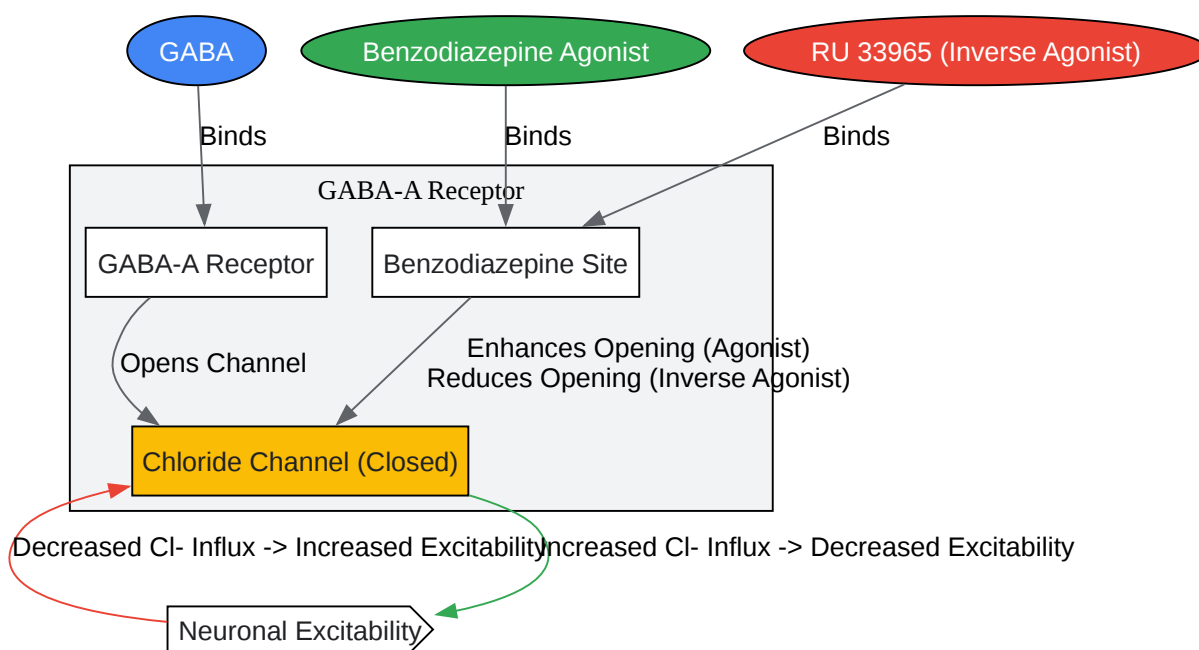 GABA
Benzodiazepine Agonist
RU 33965 (Inverse Agonist)
Binds
Binds
Binds
GABA-A Receptor
GABA-A Receptor
Benzodiazepine Site
Opens Channel
Enhances Opening (Agonist)
Reduces Opening (Inverse Agonist)
Chloride Channel (Closed)
Decreased Cl- Influx -> Increased Excitability
Increased Cl- Influx -> Decreased Excitability
Neuronal Excitability